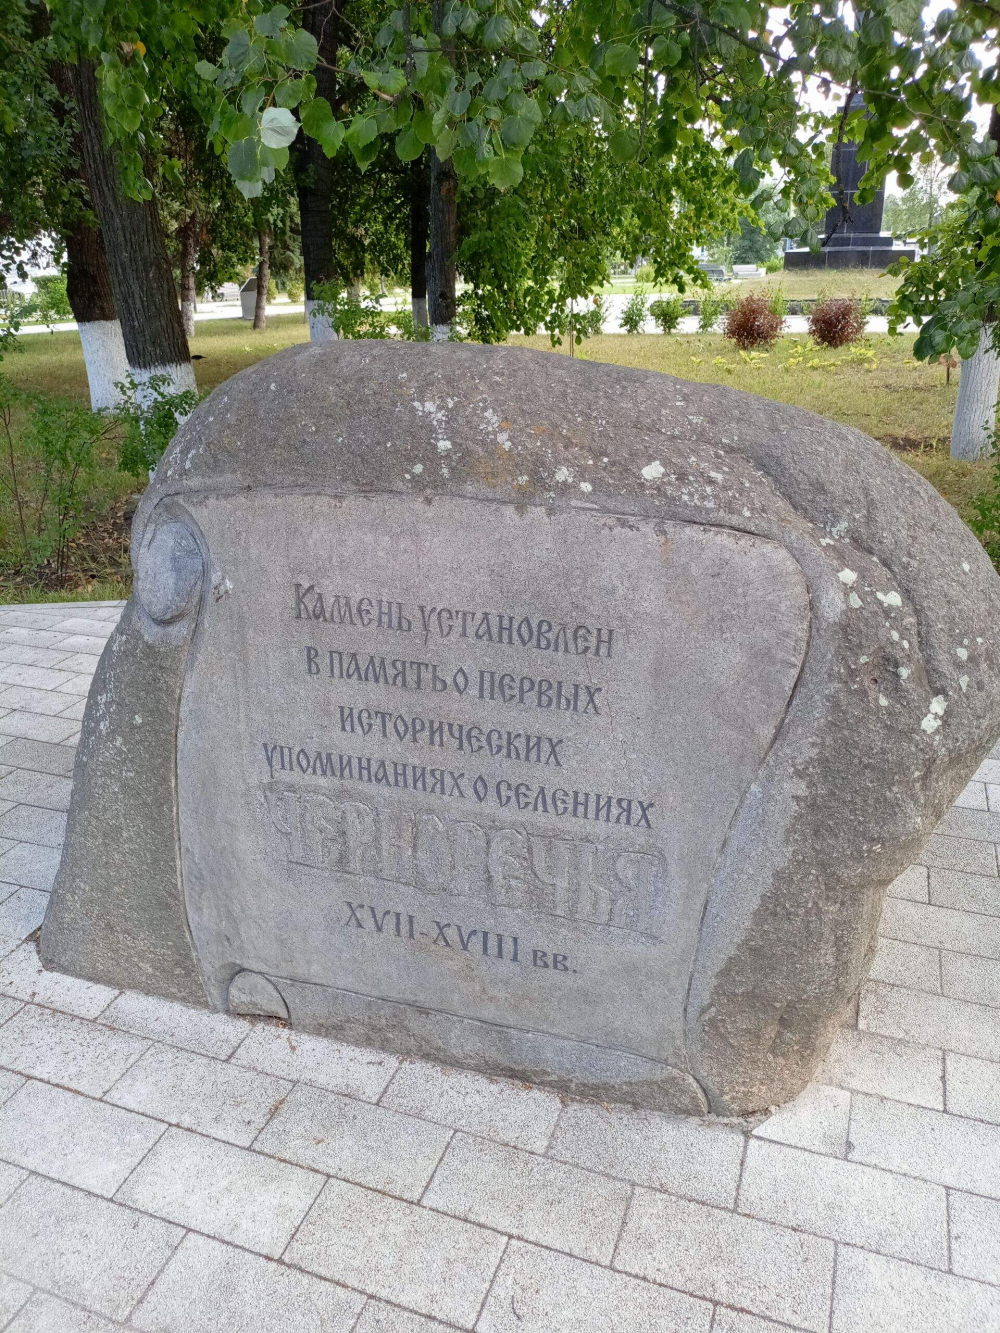 Камень установлен
в память о первых
исторических
упоминаниях о селениях
Черноречья
XVII-XVIII вв.